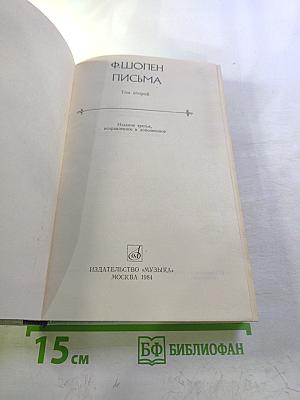 Ф. ШОПЕН
ПИСЬМА
Том второй
Издание третье,
исправленное и дополненное
ИЗДАТЕЛЬСТВО «МУЗЫКА»
МОСКВА 1984
15 см
БФ БИБЛИОФАН